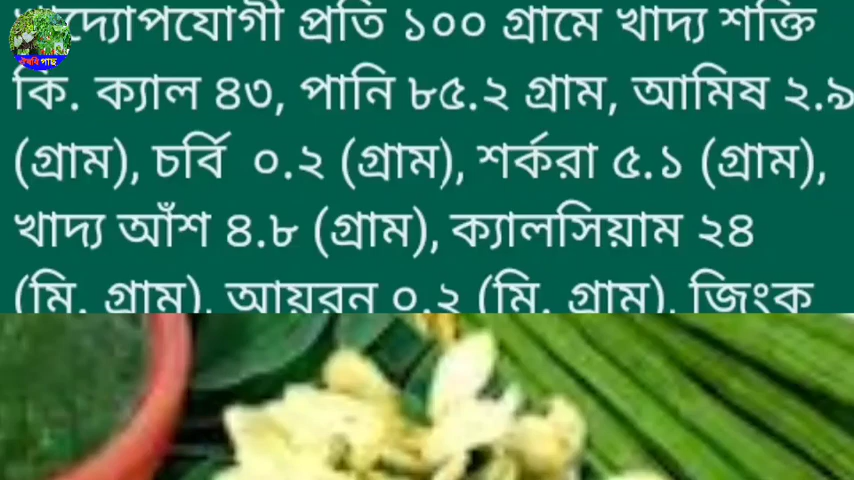 খাদ্যোপযোগী প্রতি ১০০ গ্রামে খাদ্য শক্তি
কি. ক্যাল ৪৩, পানি ৮৫.২ গ্রাম, আমিষ ২.৯
(গ্রাম), চর্বি ০.২ (গ্রাম), শর্করা ৫.১ (গ্রাম),
খাদ্য আঁশ ৪.৮ (গ্রাম), ক্যালসিয়াম ২৪
(মি. গ্রাম), আয়রন ০.২ (মি. গ্রাম), জিংক